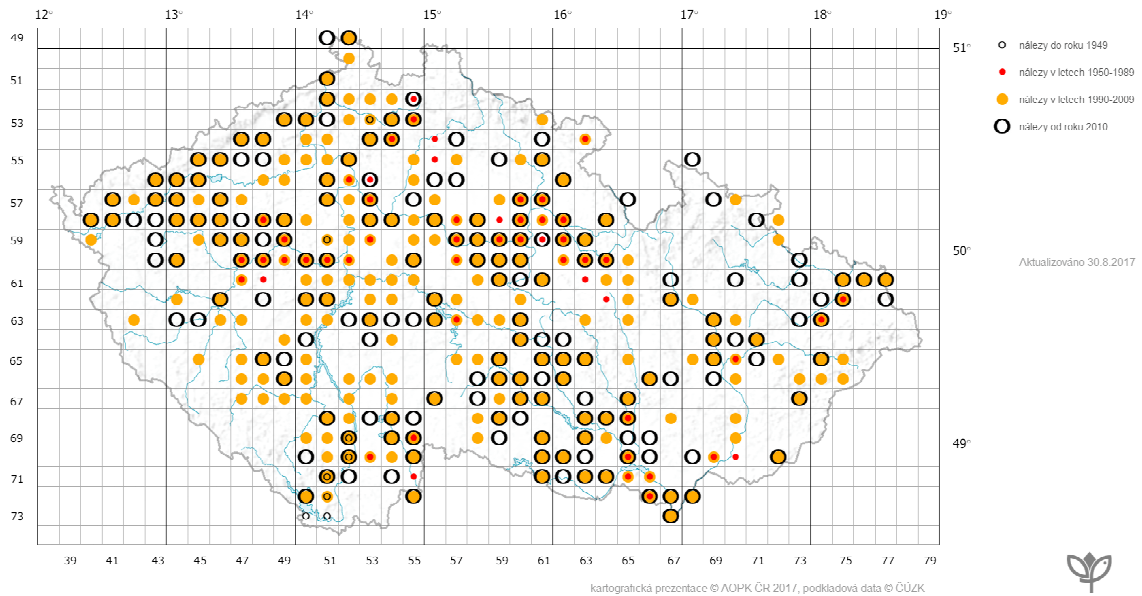 12° 13° 14° 15° 16° 17° 18° 19°
49
51
53
55
57
59
61
63
65
67
69
71
73
51°
50°
49°
nálezy do roku 1949
nálezy v letech 1950-1989
nálezy v letech 1990-2009
nálezy od roku 2010
Aktualizováno 30.8.2017
39 41 43 45 47 49 51 53 55 57 59 61 63 65 67 69 71 73 75 77 79
kartografická prezentace © AOPK ČR 2017, podkladová data © ČÚZK